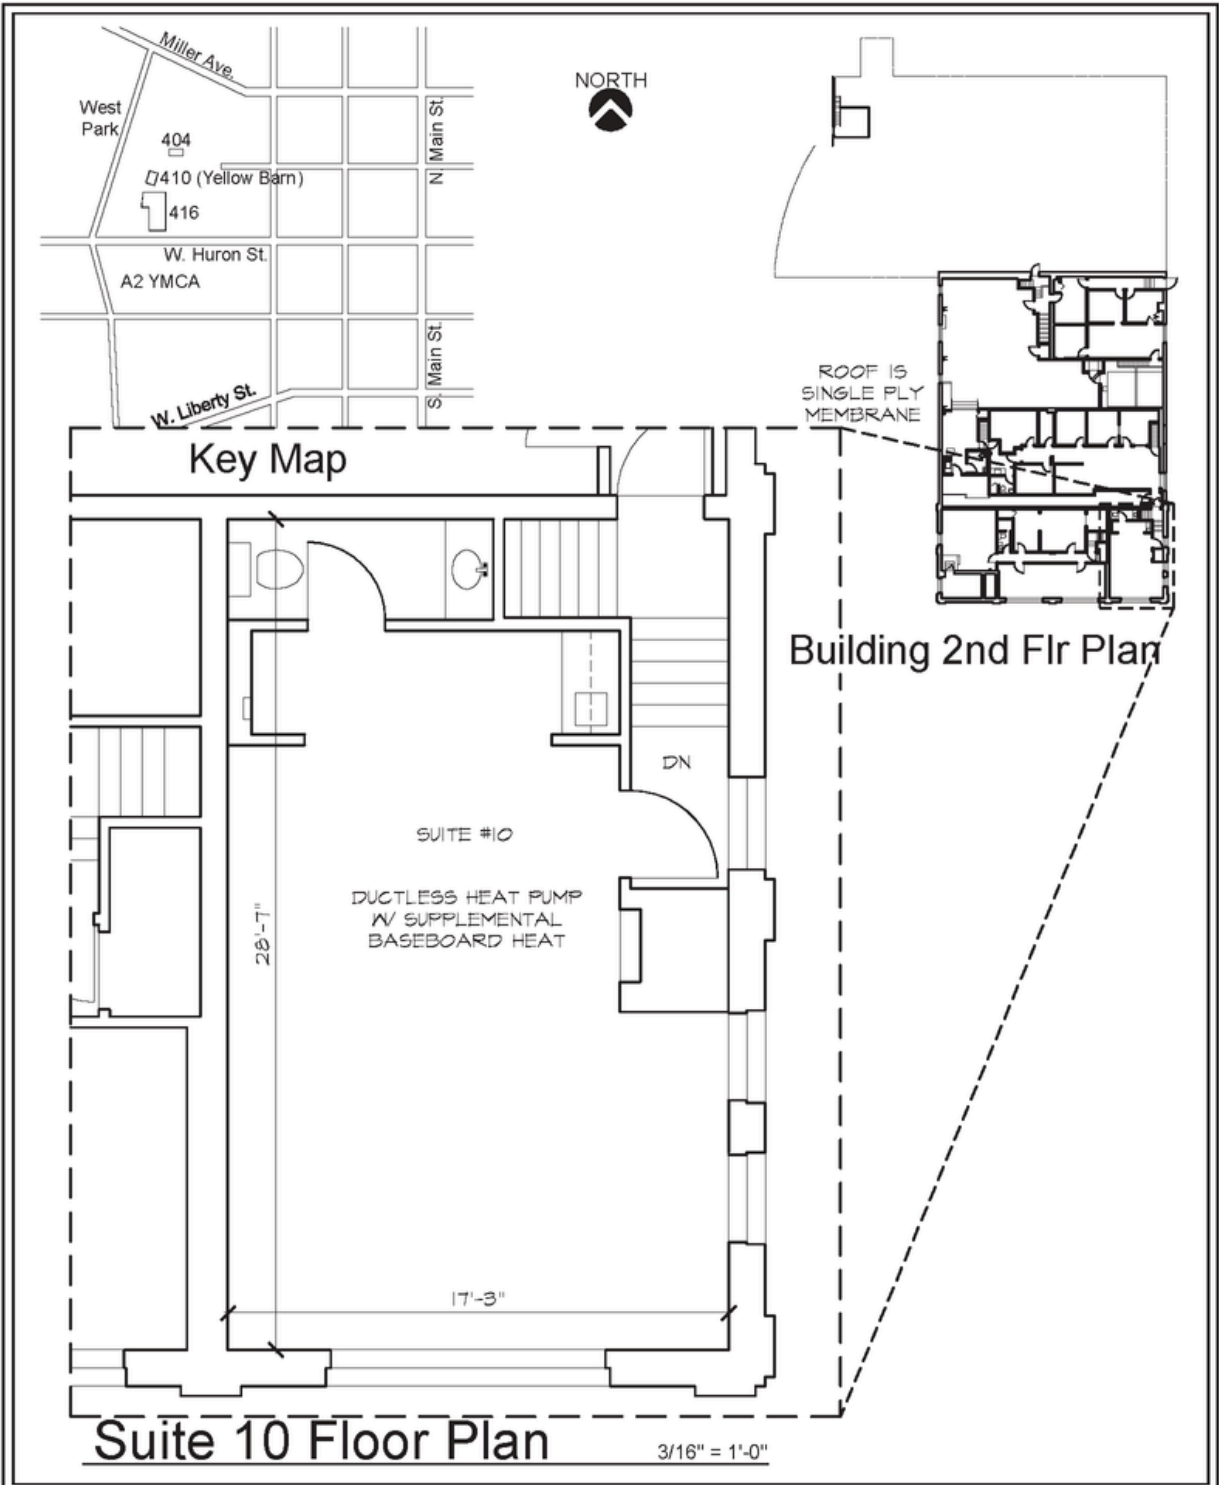 Miller Ave.
West
Park
404
410 (Yellow Barn)
416
N. Main St.
W. Huron St.
A2 YMCA
S. Main St.
W. Liberty St.
Key Map
NORTH
ROOF IS
SINGLE PLY
MEMBRANE
Building 2nd Flr Plan
DN
SUITE #10
DUCTLESS HEAT PUMP
W/ SUPPLEMENTAL
BASEBOARD HEAT
28'-7"
17'-3"
Suite 10 Floor Plan
3/16" = 1'-0"